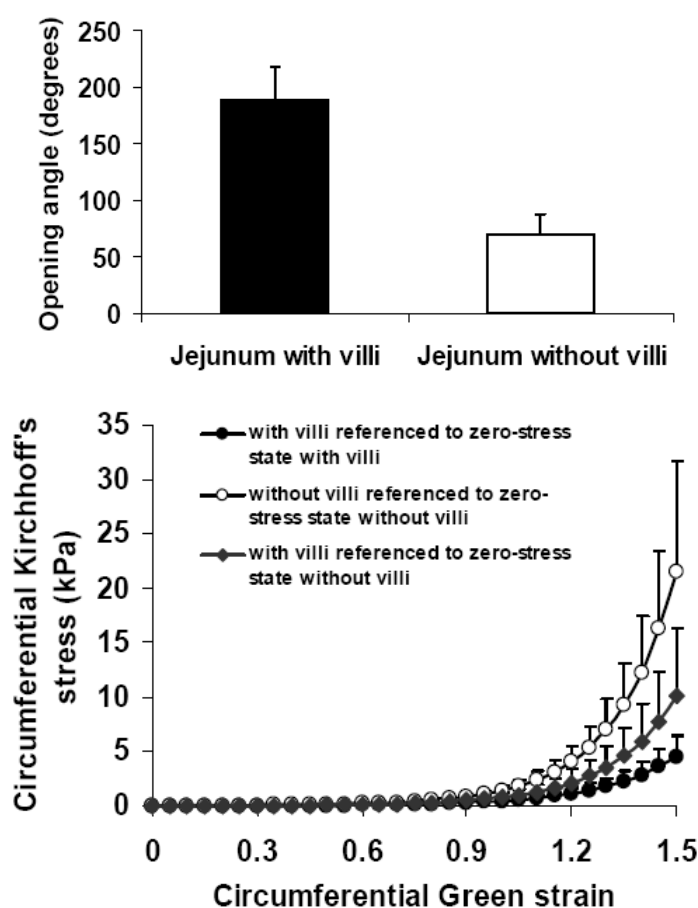 Opening angle (degrees)
250
200
150
100
50
0
Jejunum with villi
Jejunum without villi
Circumferential Kirchhoff's
stress (kPa)
35
30
25
20
15
10
5
0
with villi referenced to zero-stress
state with villi
without villi referenced to zero-
stress state without villi
with villi referenced to zero-stress
state without villi
0 0.3 0.6 0.9 1.2 1.5
Circumferential Green strain